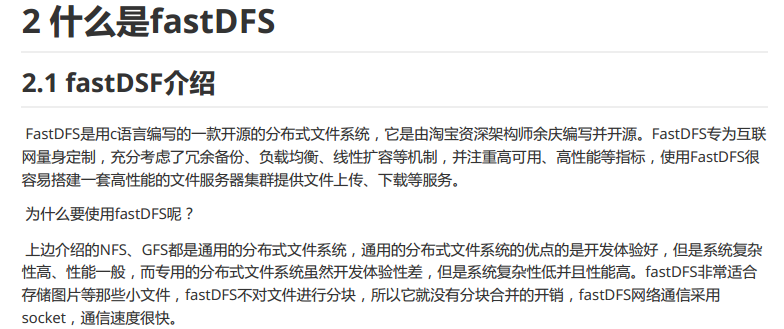 2 什么是fastDFS
2.1 fastDSF介绍
FastDFS是用c语言编写的一款开源的分布式文件系统，它是由淘宝资深架构师余庆编写并开源。FastDFS专为互联
网量身定制，充分考虑了冗余备份、负载均衡、线性扩容等机制，并注重高可用、高性能等指标，使用FastDFS很
容易搭建一套高性能的文件服务器集群提供文件上传、下载等服务。
为什么要使用fastDFS呢？
上边介绍的NFS、GFS都是通用的分布式文件系统，通用的分布式文件系统的优点的是开发体验好，但是系统复杂
性高、性能一般，而专用的分布式文件系统虽然开发体验性差，但是系统复杂性低并且性能高。fastDFS非常适合
存储图片等那些小文件，fastDFS不对文件进行分块，所以它就没有分块合并的开销，fastDFS网络通信采用
socket，通信速度很快。